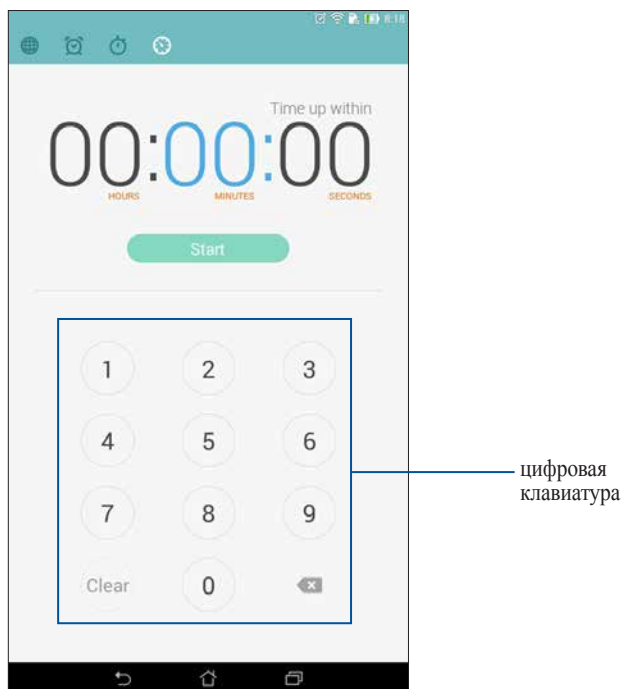 8:18
Time up within
00:00:00
HOURS MINUTES SECONDS
Start
1 2 3
4 5 6
7 8 9
Clear 0
цифровая
клавиатура